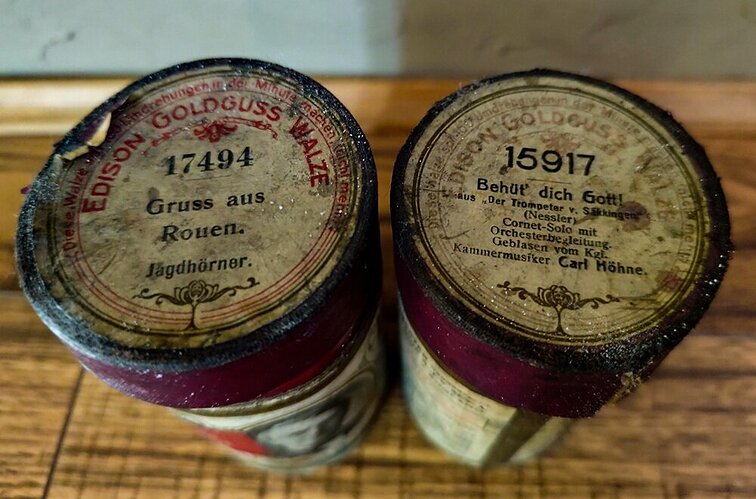 EDISON GOLDGUSS WALZE
17494
Gruss aus
Rouen.
Jagdhörner.
EDISON GOLDGUSS WALZE
15917
Behüt' dich Gott!
aus „Der Trompeter v. Säkkingen"
(Nessler)
Cornet-Solo mit
Orchesterbegleitung.
Geblasen vom Kgl.
Kammermusiker Carl Höhne.